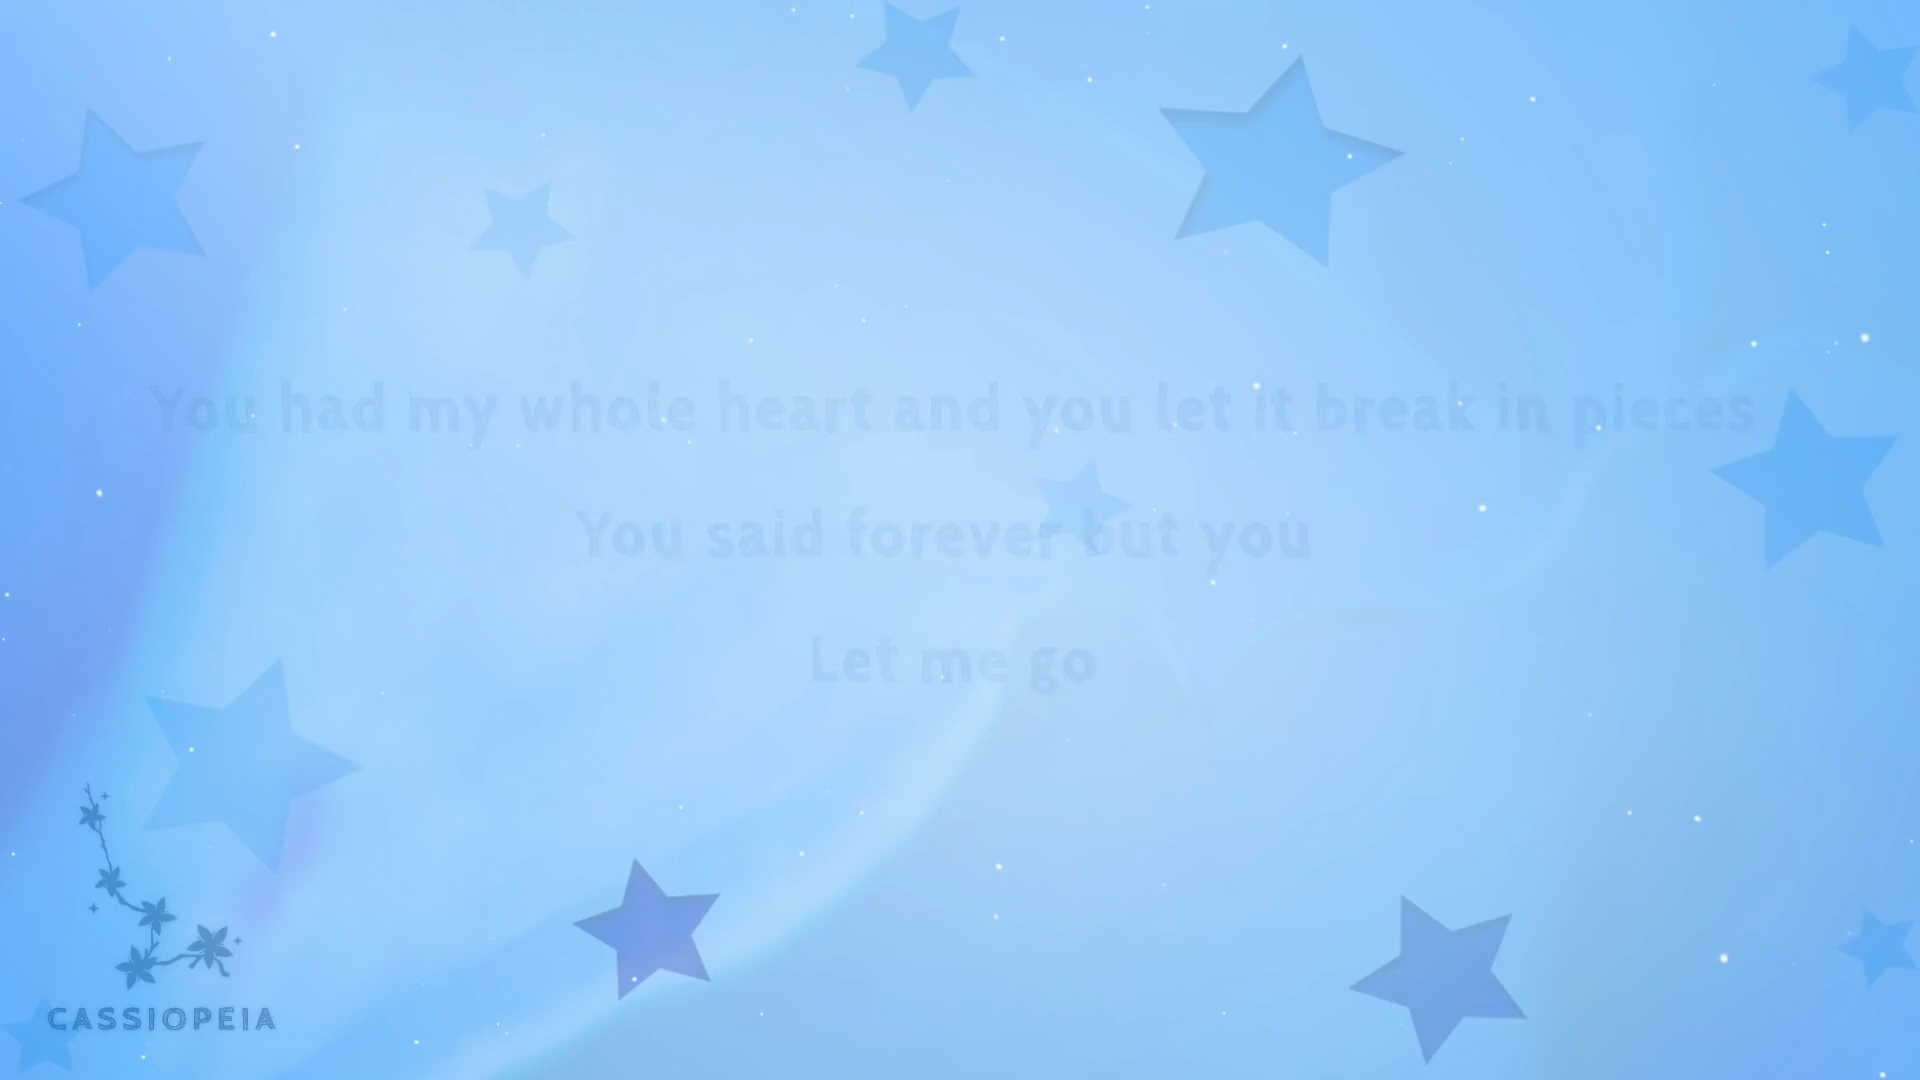 You had my whole heart and you let it break in pieces
You said forever but you
Let me go
CASSIOPEIA